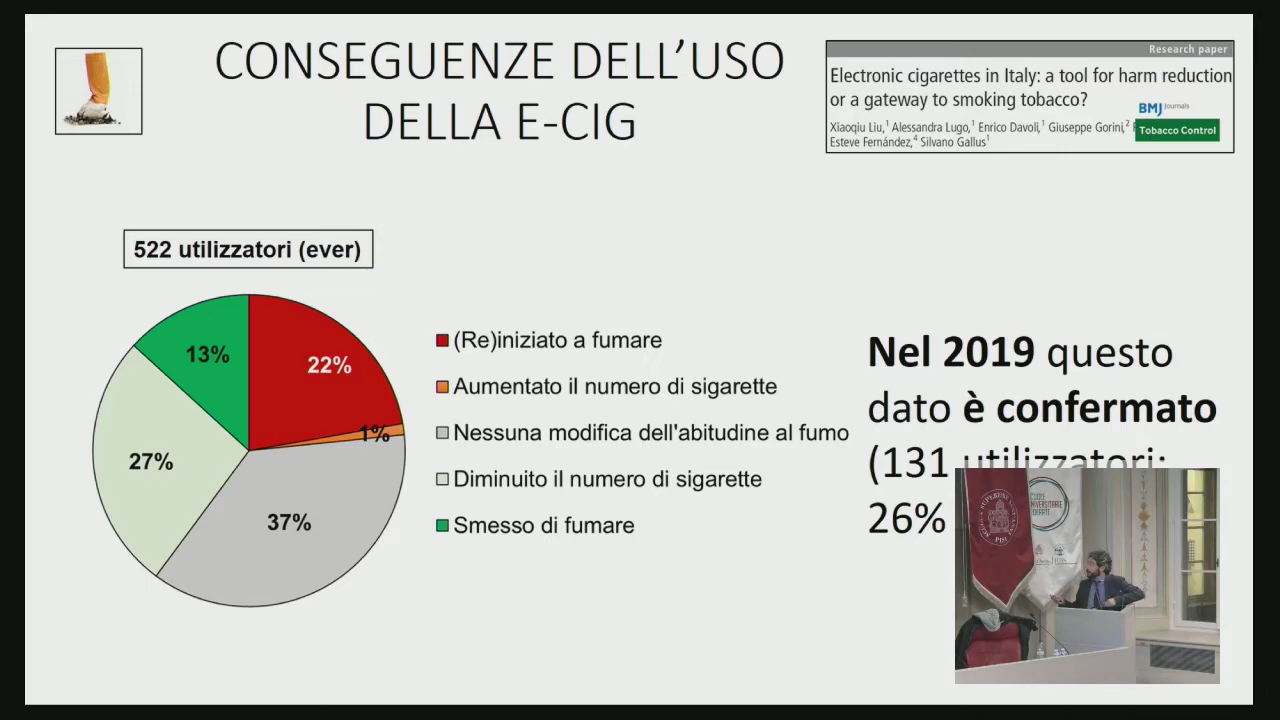 CONSEGUENZE DELL'USO
DELLA E-CIG
Research paper
Electronic cigarettes in Italy: a tool for harm reduction
or a gateway to smoking tobacco?
BMJ Journals
Xiaoqiu Liu,¹ Alessandra Lugo,¹ Enrico Davoli,¹ Giuseppe Gorini,²
Tobacco Control
Esteve Fernández,⁴ Silvano Gallus¹
522 utilizzatori (ever)
22%
1%
37%
27%
13%
(Re)iniziato a fumare
Aumentato il numero di sigarette
Nessuna modifica dell'abitudine al fumo
Diminuito il numero di sigarette
Smesso di fumare
Nel 2019 questo
dato è confermato
(131 utilizzatori:
26%